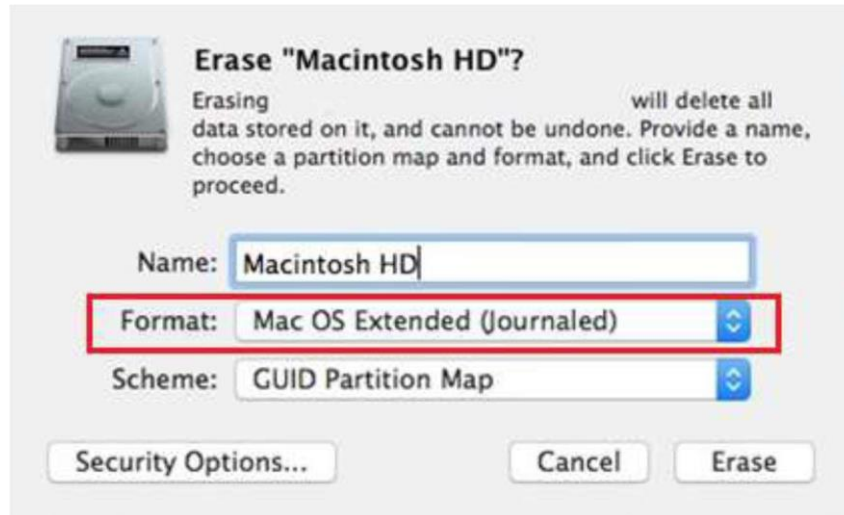 Erase "Macintosh HD"?
Erasing will delete all
data stored on it, and cannot be undone. Provide a name,
choose a partition map and format, and click Erase to
proceed.
Name: Macintosh HD
Format: Mac OS Extended (Journaled)
Scheme: GUID Partition Map
Security Options... Cancel Erase